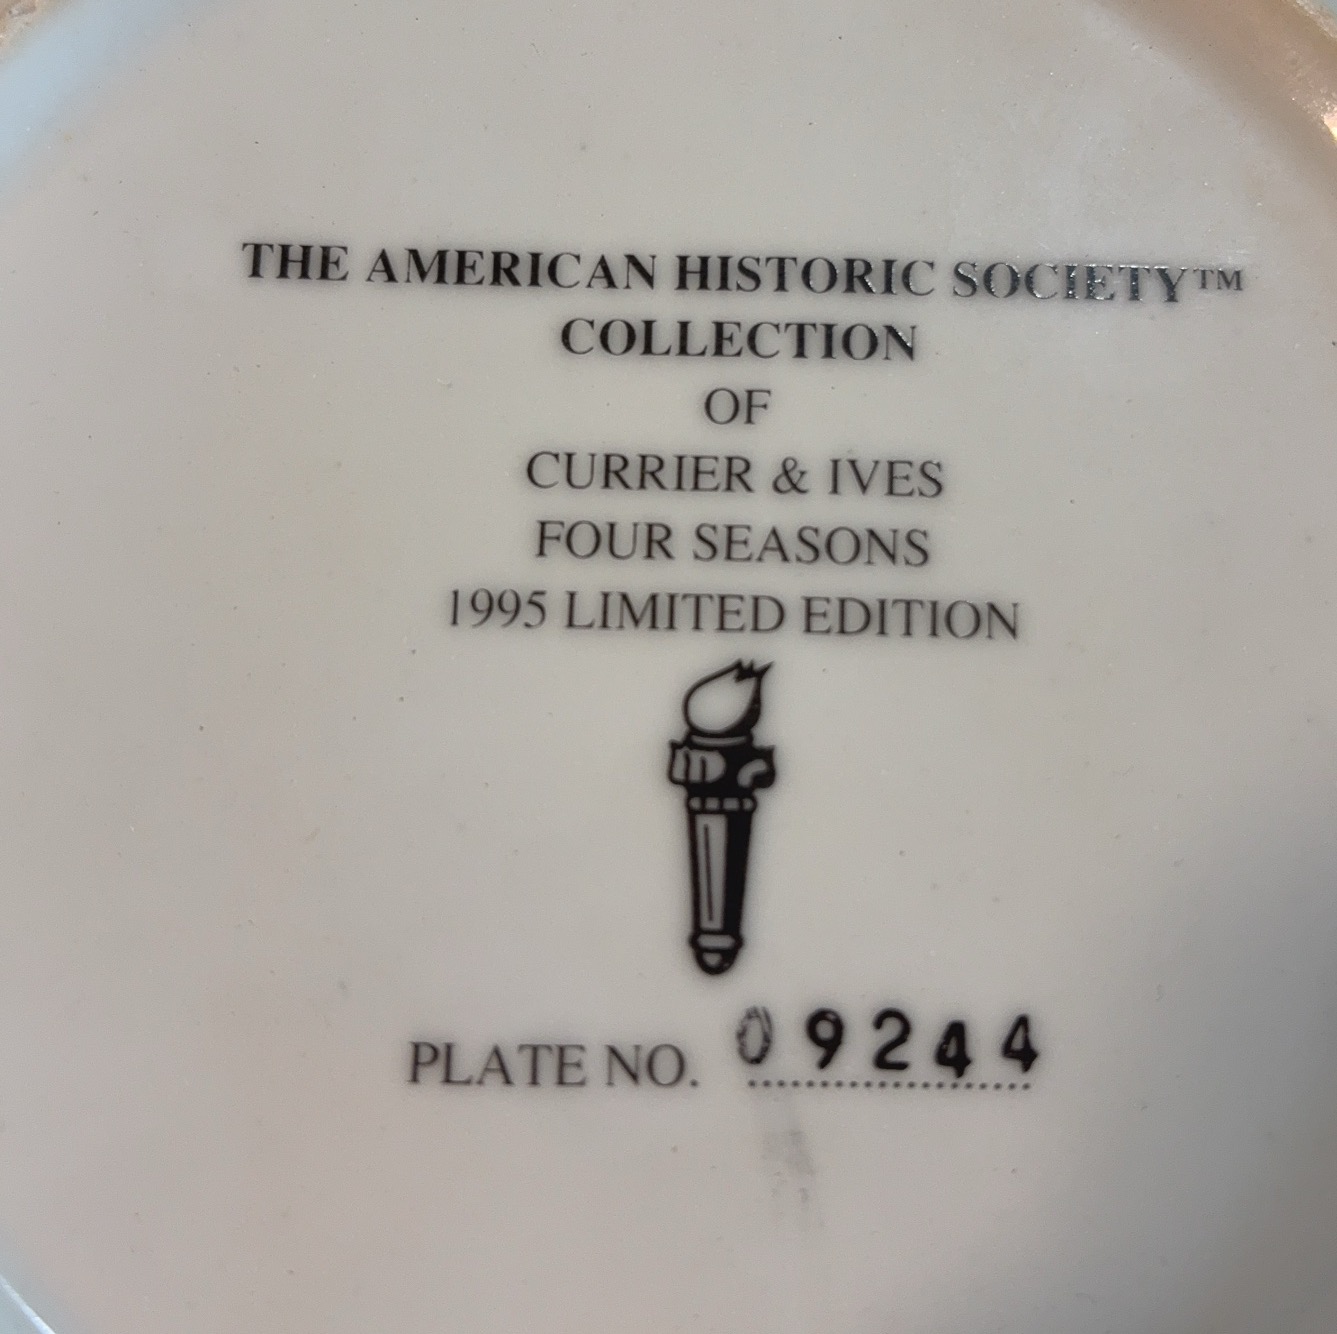 THE AMERICAN HISTORIC SOCIETY™
COLLECTION
OF
CURRIER & IVES
FOUR SEASONS
1995 LIMITED EDITION
PLATE NO. 09244